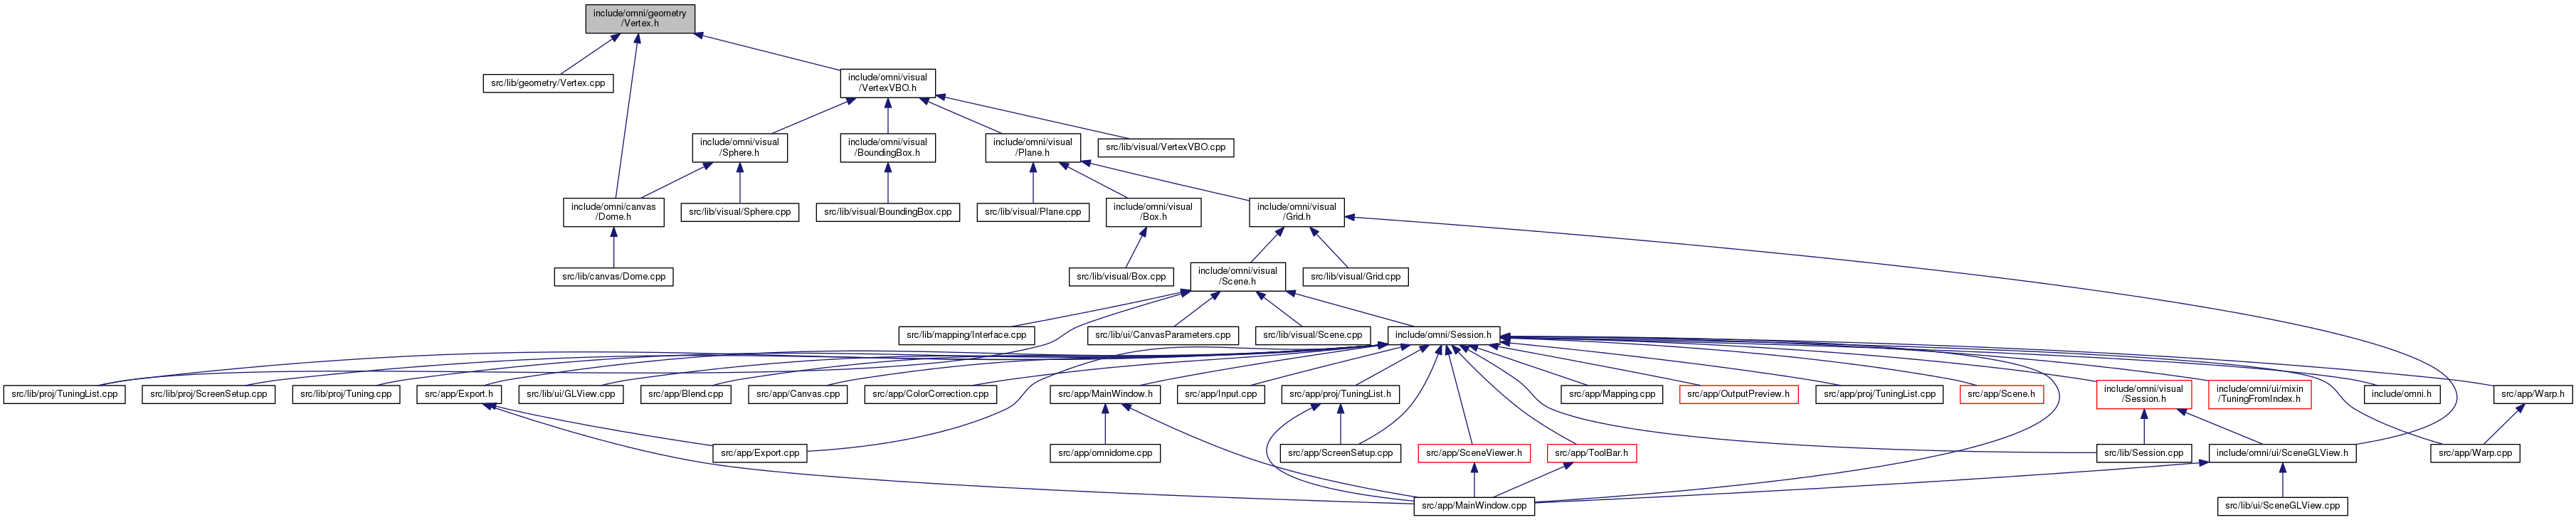 include/omni/geometry
/Vertex.h
src/lib/geometry/Vertex.cpp
include/omni/visual
/VertexVBO.h
include/omni/visual
/Sphere.h
include/omni/visual
/BoundingBox.h
include/omni/visual
/Plane.h
src/lib/visual/VertexVBO.cpp
include/omni/canvas
/Dome.h
src/lib/visual/Sphere.cpp
src/lib/visual/BoundingBox.cpp
src/lib/visual/Plane.cpp
include/omni/visual
/Box.h
include/omni/visual
/Grid.h
src/lib/canvas/Dome.cpp
src/lib/visual/Box.cpp
include/omni/visual
/Scene.h
src/lib/visual/Grid.cpp
src/lib/mapping/Interface.cpp
src/lib/ui/CanvasParameters.cpp
src/lib/visual/Scene.cpp
include/omni/Session.h
src/lib/proj/TuningList.cpp
src/lib/proj/ScreenSetup.cpp
src/lib/proj/Tuning.cpp
src/app/Export.h
src/lib/ui/GLView.cpp
src/app/Blend.cpp
src/app/Canvas.cpp
src/app/ColorCorrection.cpp
src/app/MainWindow.h
src/app/Input.cpp
src/app/proj/TuningList.h
src/app/Mapping.cpp
src/app/OutputPreview.h
src/app/proj/TuningList.cpp
src/app/Scene.h
include/omni/visual
/Session.h
include/omni/ui/mixin
/TuningFromIndex.h
include/omni.h
src/app/Warp.h
src/app/Export.cpp
src/app/omnidome.cpp
src/app/ScreenSetup.cpp
src/app/SceneViewer.h
src/app/ToolBar.h
src/lib/Session.cpp
include/omni/ui/SceneGLView.h
src/app/Warp.cpp
src/app/MainWindow.cpp
src/lib/ui/SceneGLView.cpp